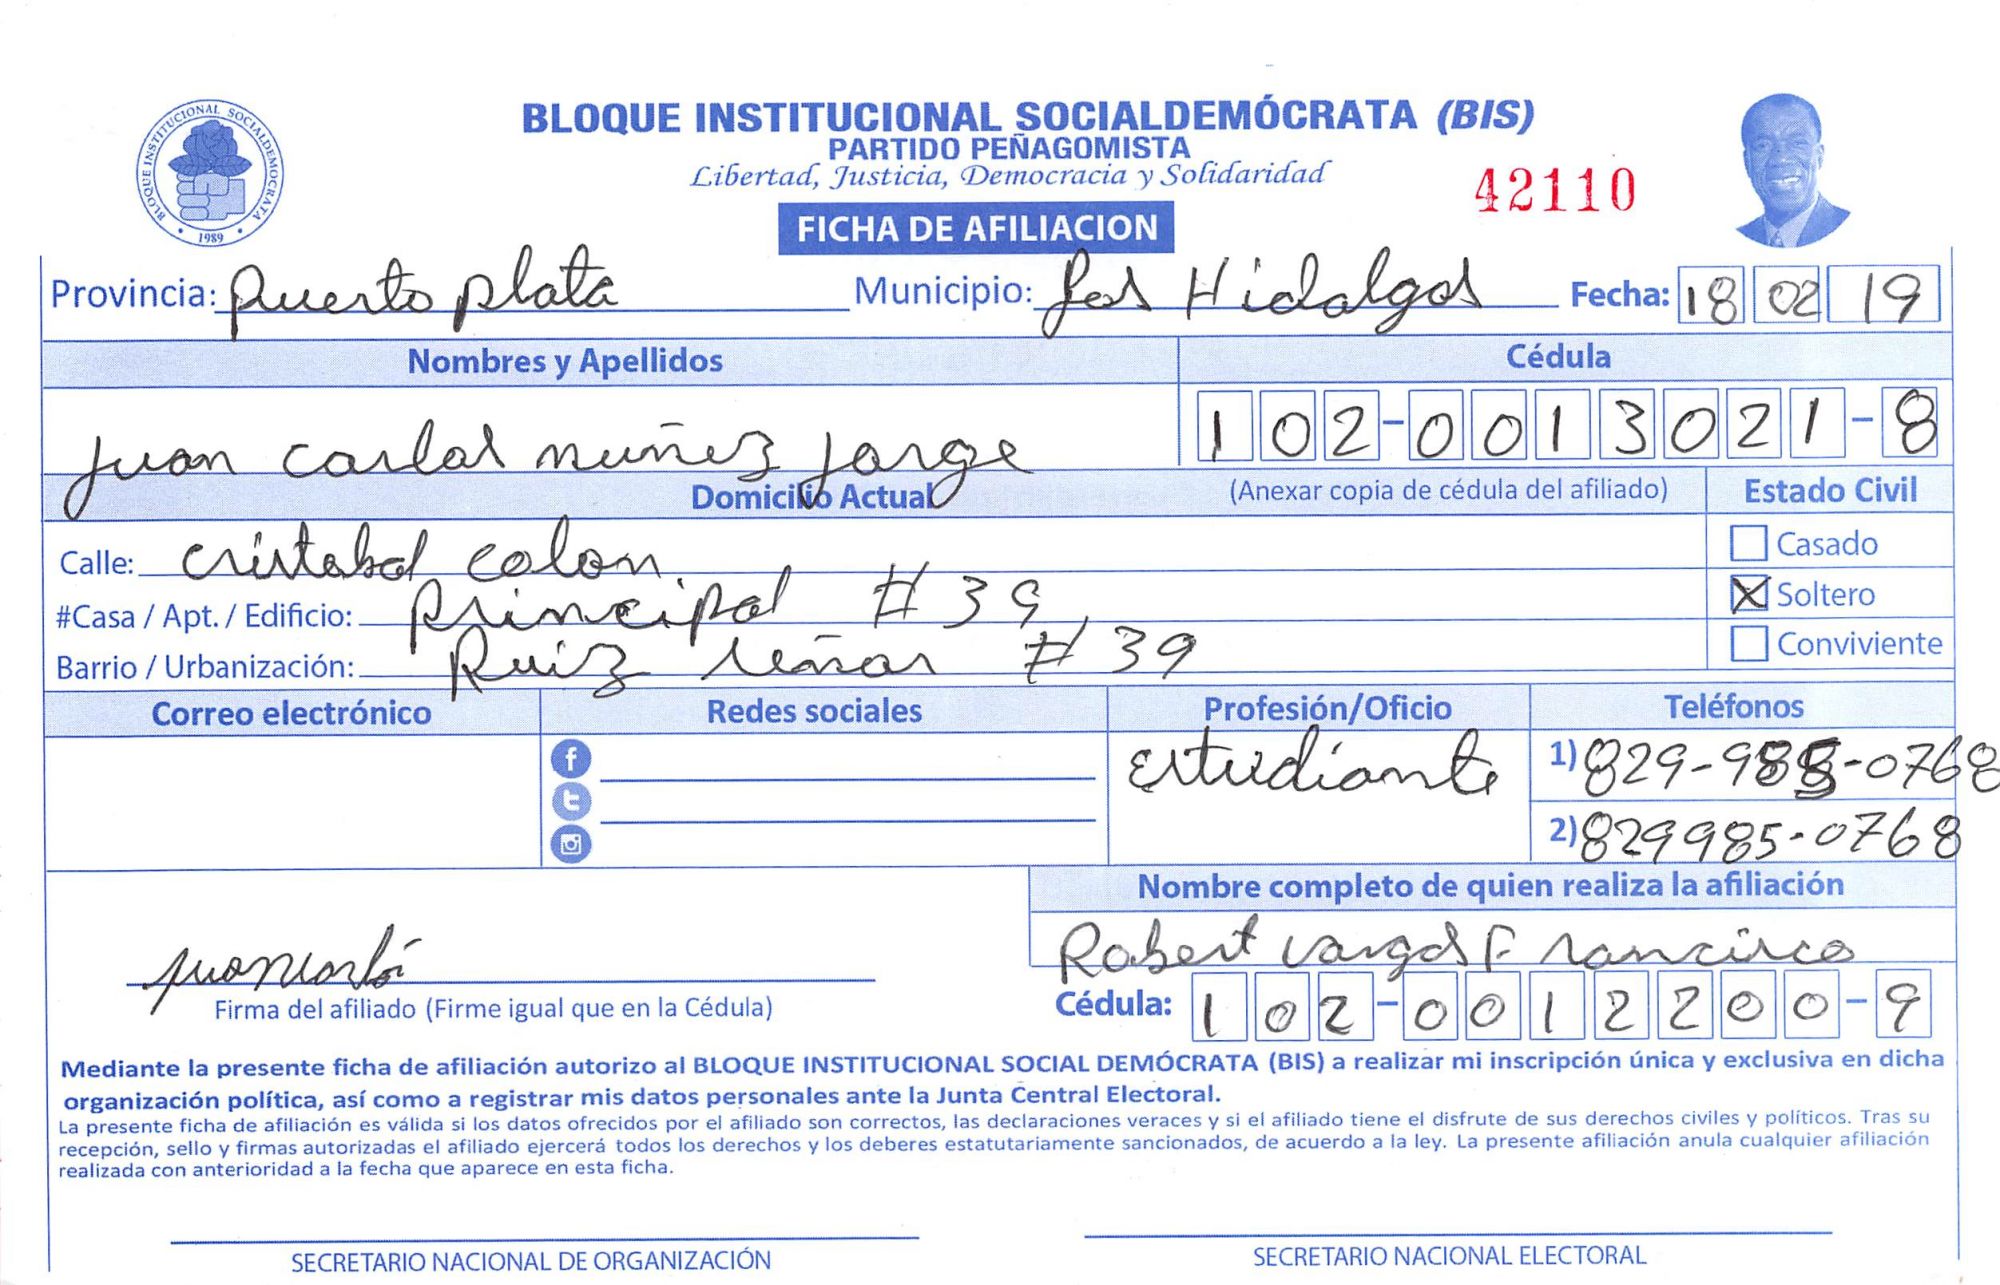 BLOQUE INSTITUCIONAL SOCIALDEMÓCRATA (BIS)
PARTIDO PEÑAGOMISTA
Libertad, Justicia, Democracia y Solidaridad
42110
FICHA DE AFILIACION
BLOQUE INSTITUCIONAL SOCIALDEMOCRATA
1989
Provincia: Puerto plata Municipio: Los Hidalgos Fecha: 18 02 19
Nombres y Apellidos Cédula
Juan Carlos nuñez Jorge 102-0013021-8
Domicilio Actual (Anexar copia de cédula del afiliado) Estado Civil
Calle: Cristobal Colon Casado
#Casa / Apt. / Edificio: Principal # 39 Soltero
Barrio / Urbanización: Ruiz # 39 Conviviente
Correo electrónico Redes sociales Profesión/Oficio Teléfonos
estudiante 1) 829-985-0768
2) 829985-0768
Nombre completo de quien realiza la afiliación
Robert Vargas Francisco
Firma del afiliado (Firme igual que en la Cédula) Cédula: 102-0012200-9
Mediante la presente ficha de afiliación autorizo al BLOQUE INSTITUCIONAL SOCIAL DEMÓCRATA (BIS) a realizar mi inscripción única y exclusiva en dicha
organización política, así como a registrar mis datos personales ante la Junta Central Electoral.
La presente ficha de afiliación es válida si los datos ofrecidos por el afiliado son correctos, las declaraciones veraces y si el afiliado tiene el disfrute de sus derechos civiles y políticos. Tras su
recepción, sello y firmas autorizadas el afiliado ejercerá todos los derechos y los deberes estatutariamente sancionados, de acuerdo a la ley. La presente afiliación anula cualquier afiliación
realizada con anterioridad a la fecha que aparece en esta ficha.
SECRETARIO NACIONAL DE ORGANIZACIÓN SECRETARIO NACIONAL ELECTORAL